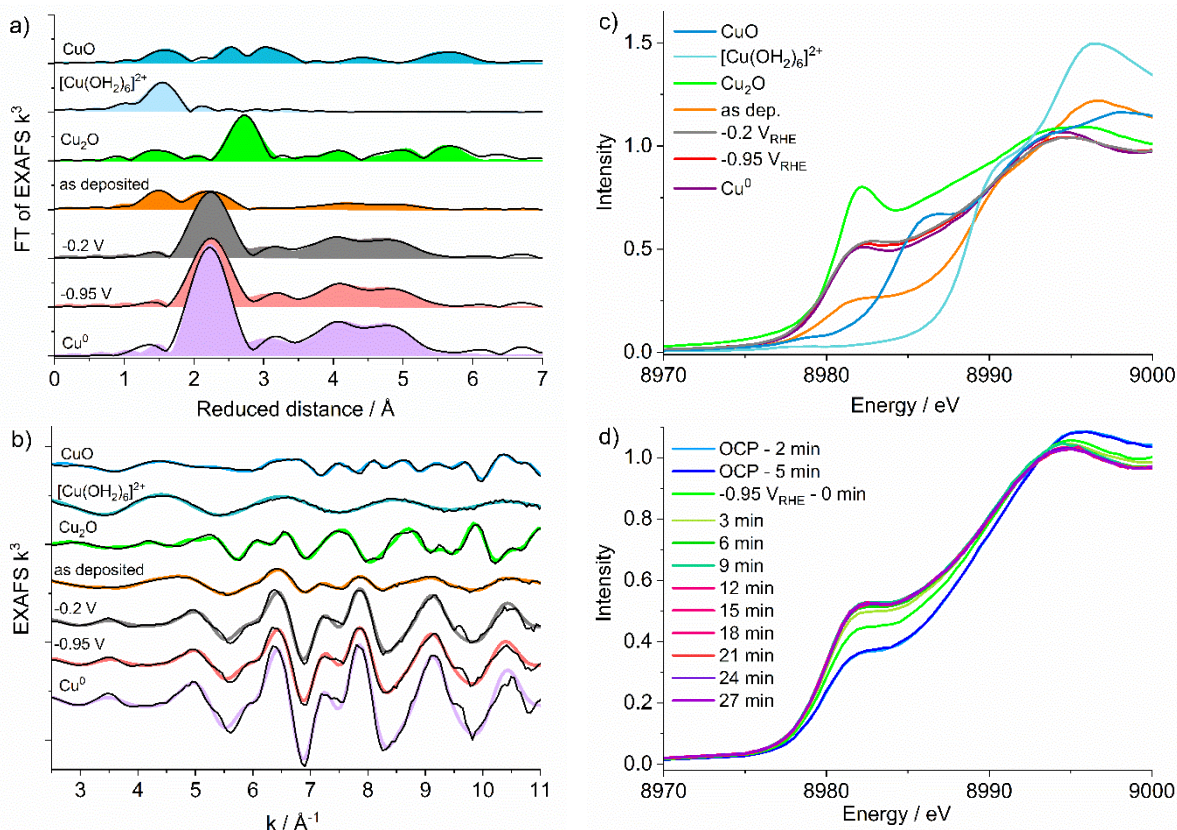 a)
CuO
[Cu(OH₂)₆]²⁺
Cu₂O
as deposited
-0.2 V
-0.95 V
Cu⁰
FT of EXAFS k³
0 1 2 3 4 5 6 7
Reduced distance / Å
b)
CuO
[Cu(OH₂)₆]²⁺
Cu₂O
as deposited
-0.2 V
-0.95 V
Cu⁰
EXAFS k³
3 4 5 6 7 8 9 10 11
k / Å⁻¹
c)
CuO
[Cu(OH₂)₆]²⁺
Cu₂O
as dep.
-0.2 V_RHE
-0.95 V_RHE
Cu⁰
Intensity
1.5
1.0
0.5
0.0
8970 8980 8990 9000
Energy / eV
d)
OCP - 2 min
OCP - 5 min
-0.95 V_RHE - 0 min
3 min
6 min
9 min
12 min
15 min
18 min
21 min
24 min
27 min
Intensity
1.0
0.8
0.6
0.4
0.2
0.0
8970 8980 8990 9000
Energy / eV